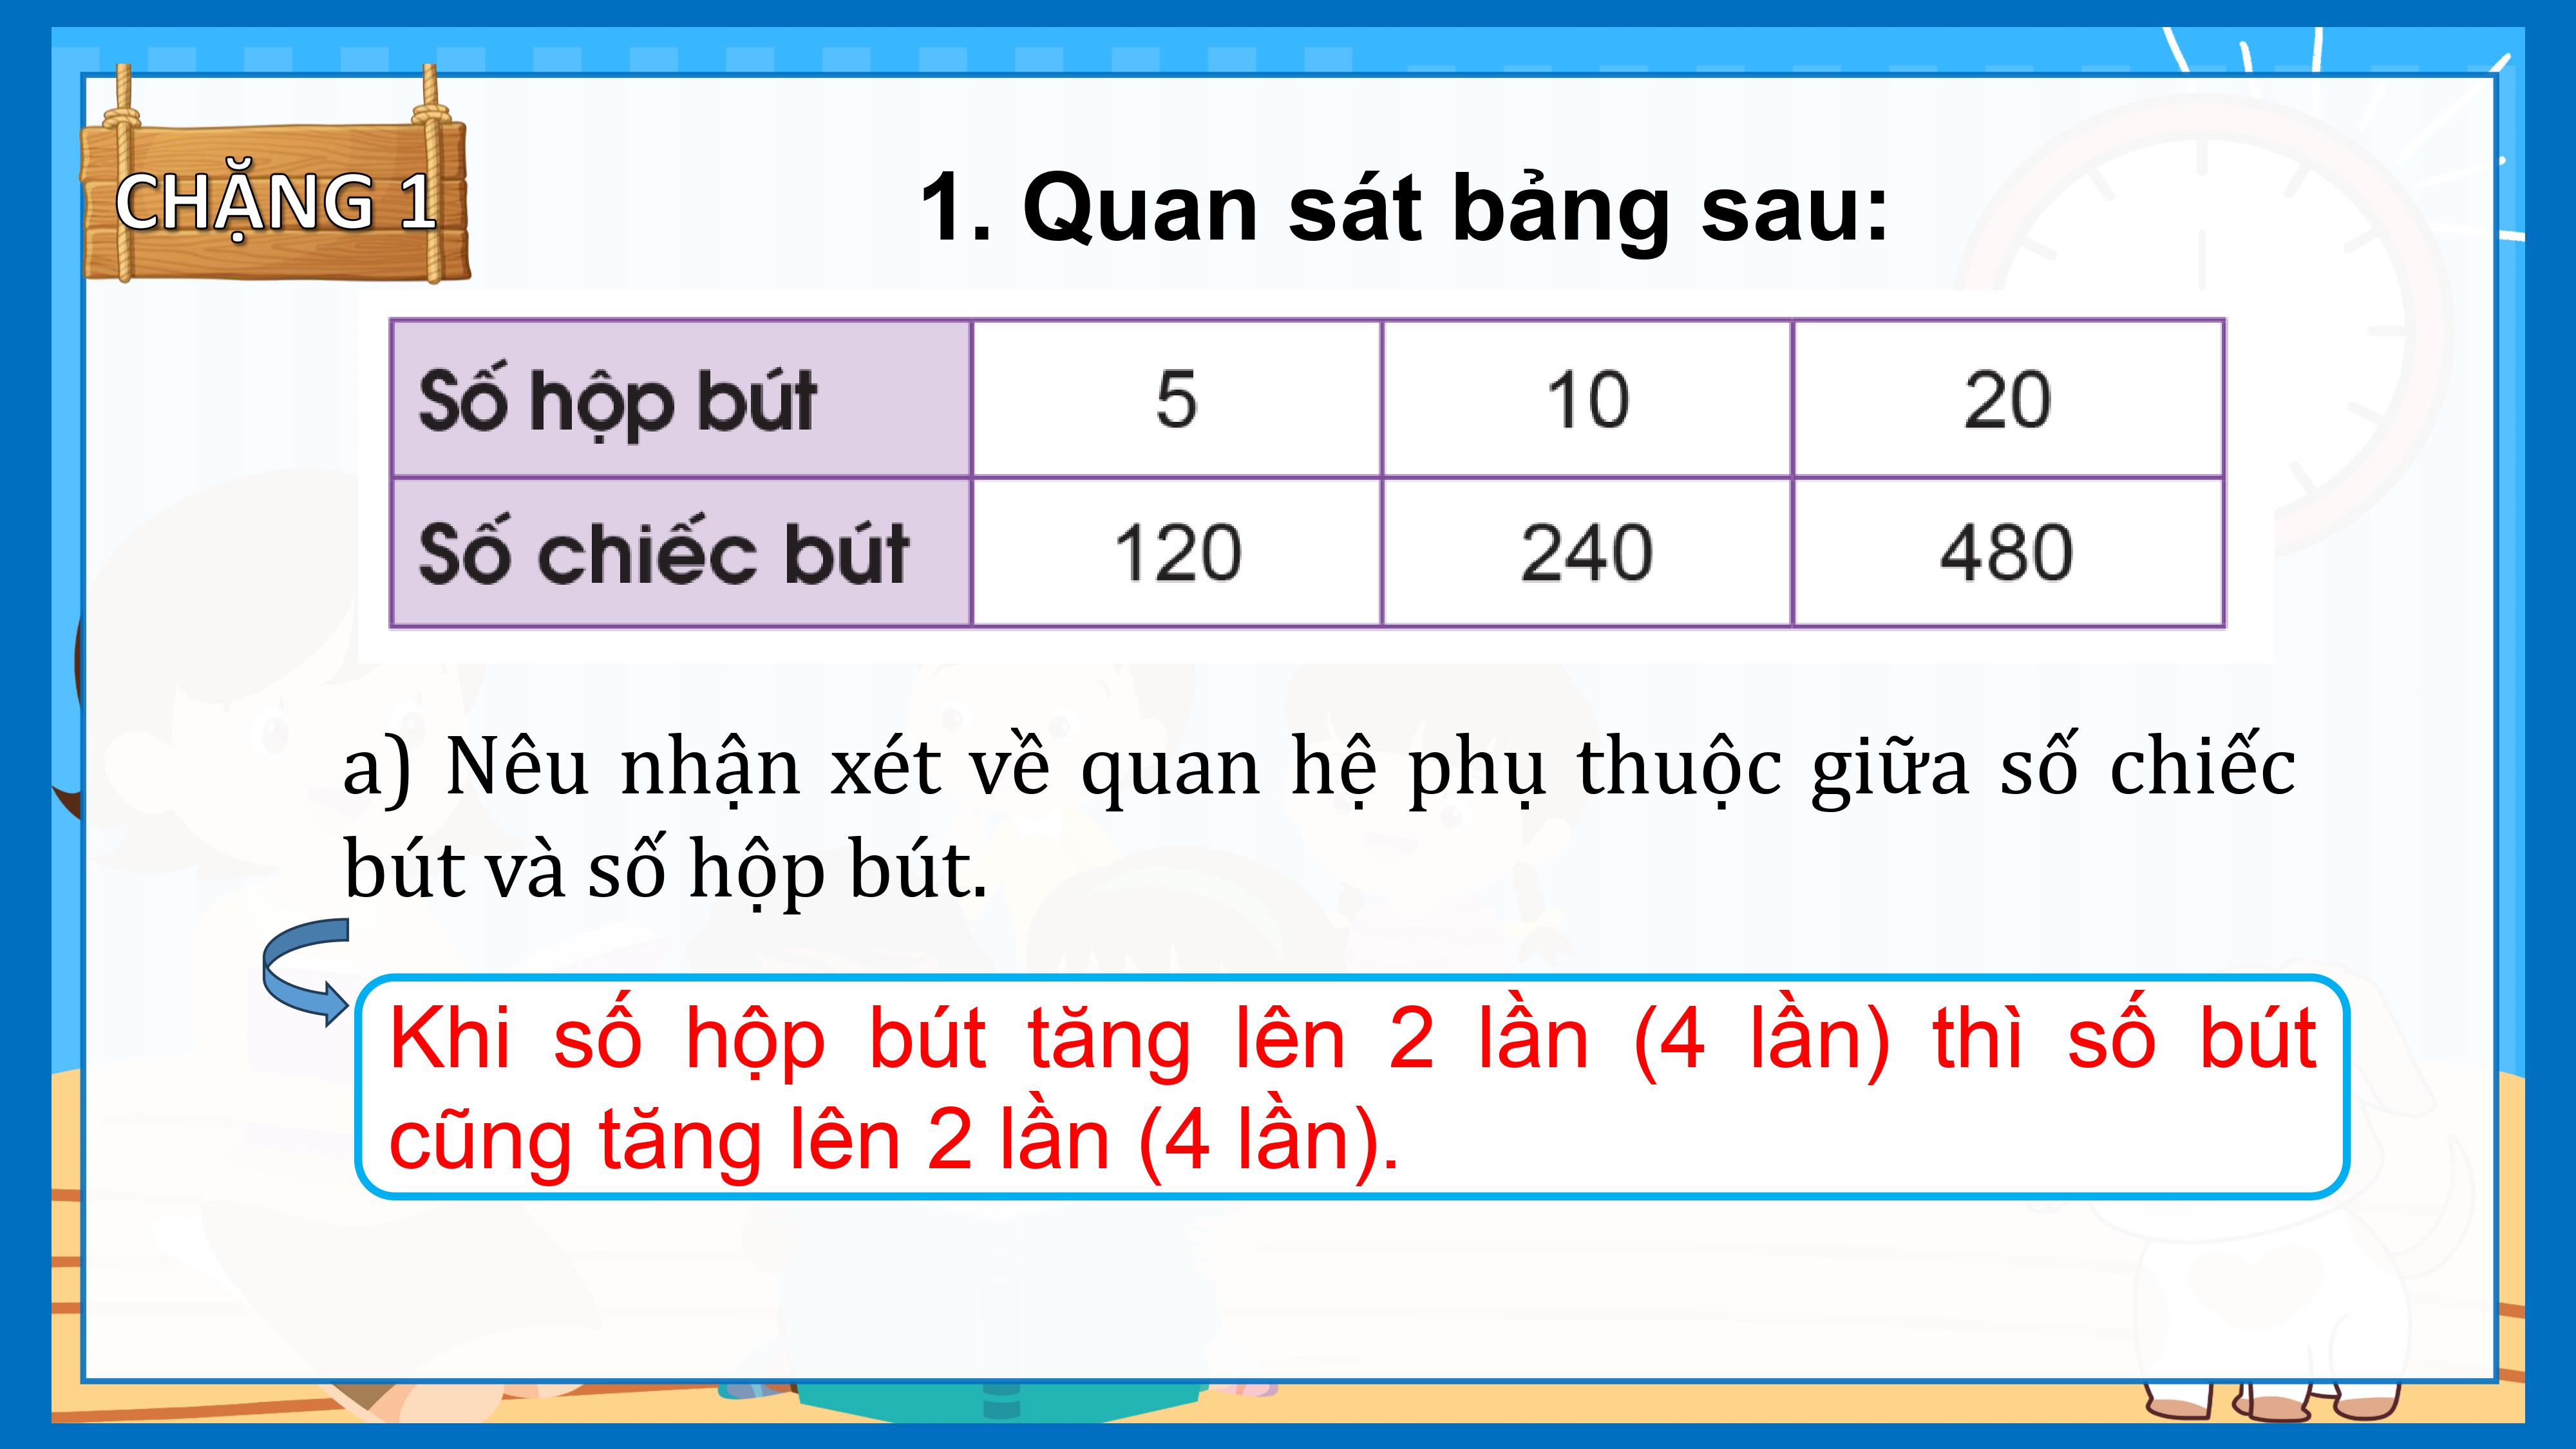 CHẶNG 1
1. Quan sát bảng sau:
Số hộp bút 5 10 20
Số chiếc bút 120 240 480
a) Nêu nhận xét về quan hệ phụ thuộc giữa số chiếc
bút và số hộp bút.
Khi số hộp bút tăng lên 2 lần (4 lần) thì số bút
cũng tăng lên 2 lần (4 lần).